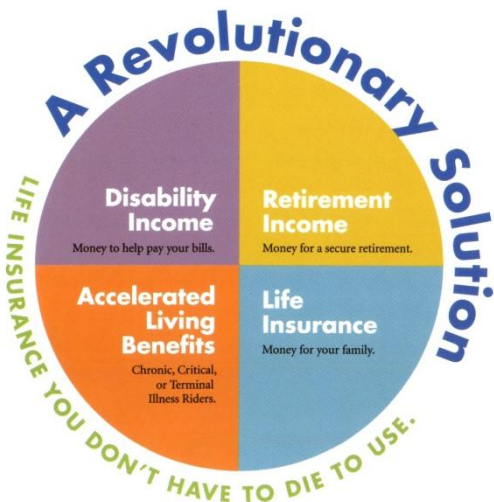 A Revolutionary Solution
Disability
Income
Money to help pay your bills.
Retirement
Income
Money for a secure retirement.
Accelerated
Living
Benefits
Chronic, Critical,
or Terminal
Illness Riders.
Life
Insurance
Money for your family.
LIFE INSURANCE YOU DON'T HAVE TO DIE TO USE.